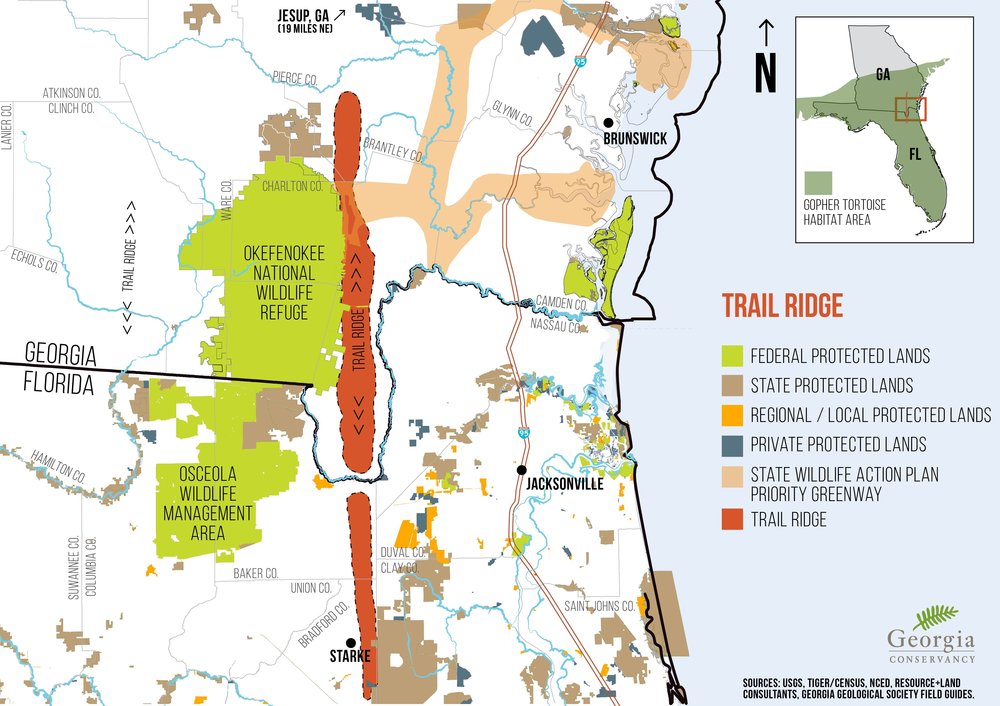 JESUP, GA ↗
(19 MILES NE)
PIERCE CO.
ATKINSON CO.
CLINCH CO.
LANIER CO.
95
GLYNN CO.
BRUNSWICK
BRANTLEY CO.
CHARLTON CO.
WARE CO.
ECHOLS CO.
<<< TRAIL RIDGE >>>
OKEFENOKEE
NATIONAL
WILDLIFE
REFUGE
<<< TRAIL RIDGE >>>
CAMDEN CO.
NASSAU CO.
GEORGIA
FLORIDA
HAMILTON CO.
95
OSCEOLA
WILDLIFE
MANAGEMENT
AREA
JACKSONVILLE
SUWANNEE CO.
COLUMBIA CO.
BAKER CO.
UNION CO.
BRADFORD CO.
DUVAL CO.
CLAY CO.
SAINT JOHNS CO.
STARKE
N
GA
FL
GOPHER TORTOISE
HABITAT AREA
TRAIL RIDGE
FEDERAL PROTECTED LANDS
STATE PROTECTED LANDS
REGIONAL / LOCAL PROTECTED LANDS
PRIVATE PROTECTED LANDS
STATE WILDLIFE ACTION PLAN
PRIORITY GREENWAY
TRAIL RIDGE
Georgia
CONSERVANCY
SOURCES: USGS, TIGER/CENSUS, NCED, RESOURCE+LAND
CONSULTANTS, GEORGIA GEOLOGICAL SOCIETY FIELD GUIDES.